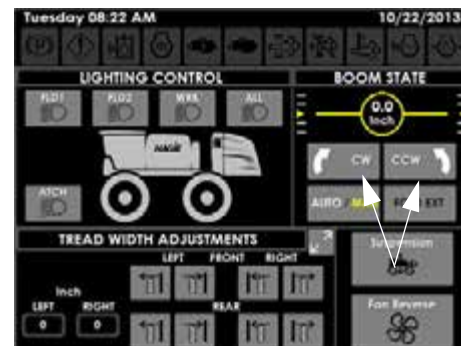 Tuesday 08:22 AM 10/22/2013
LIGHTING CONTROL
BOOM STATE
FLD1 FLD2 WRK ALL
0.0
Inch
HAGIE
CW CCW
ATCH
AUTO EXT
TREAD WIDTH ADJUSTMENTS
Suspension
LEFT FRONT RIGHT
Inch
LEFT RIGHT
REAR
0 0
Fan Reverse